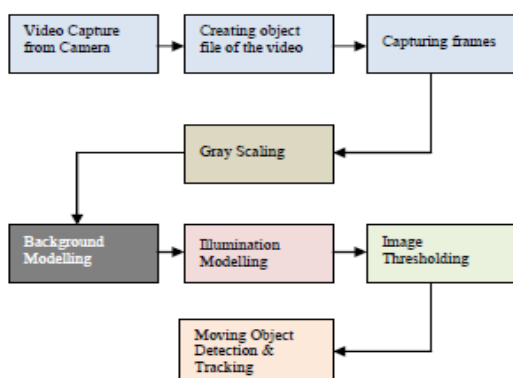 Video Capture
from Camera
Creating object
file of the video
Capturing frames
Gray Scaling
Background
Modelling
Illumination
Modelling
Image
Thresholding
Moving Object
Detection &
Tracking